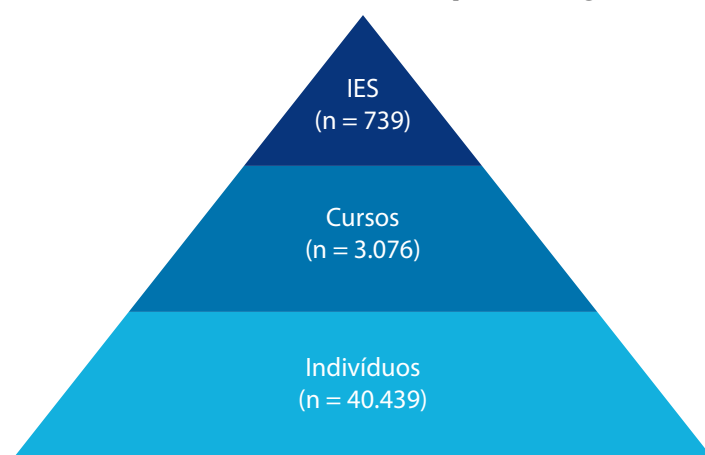 IES
(n = 739)
Cursos
(n = 3.076)
Indivíduos
(n = 40.439)